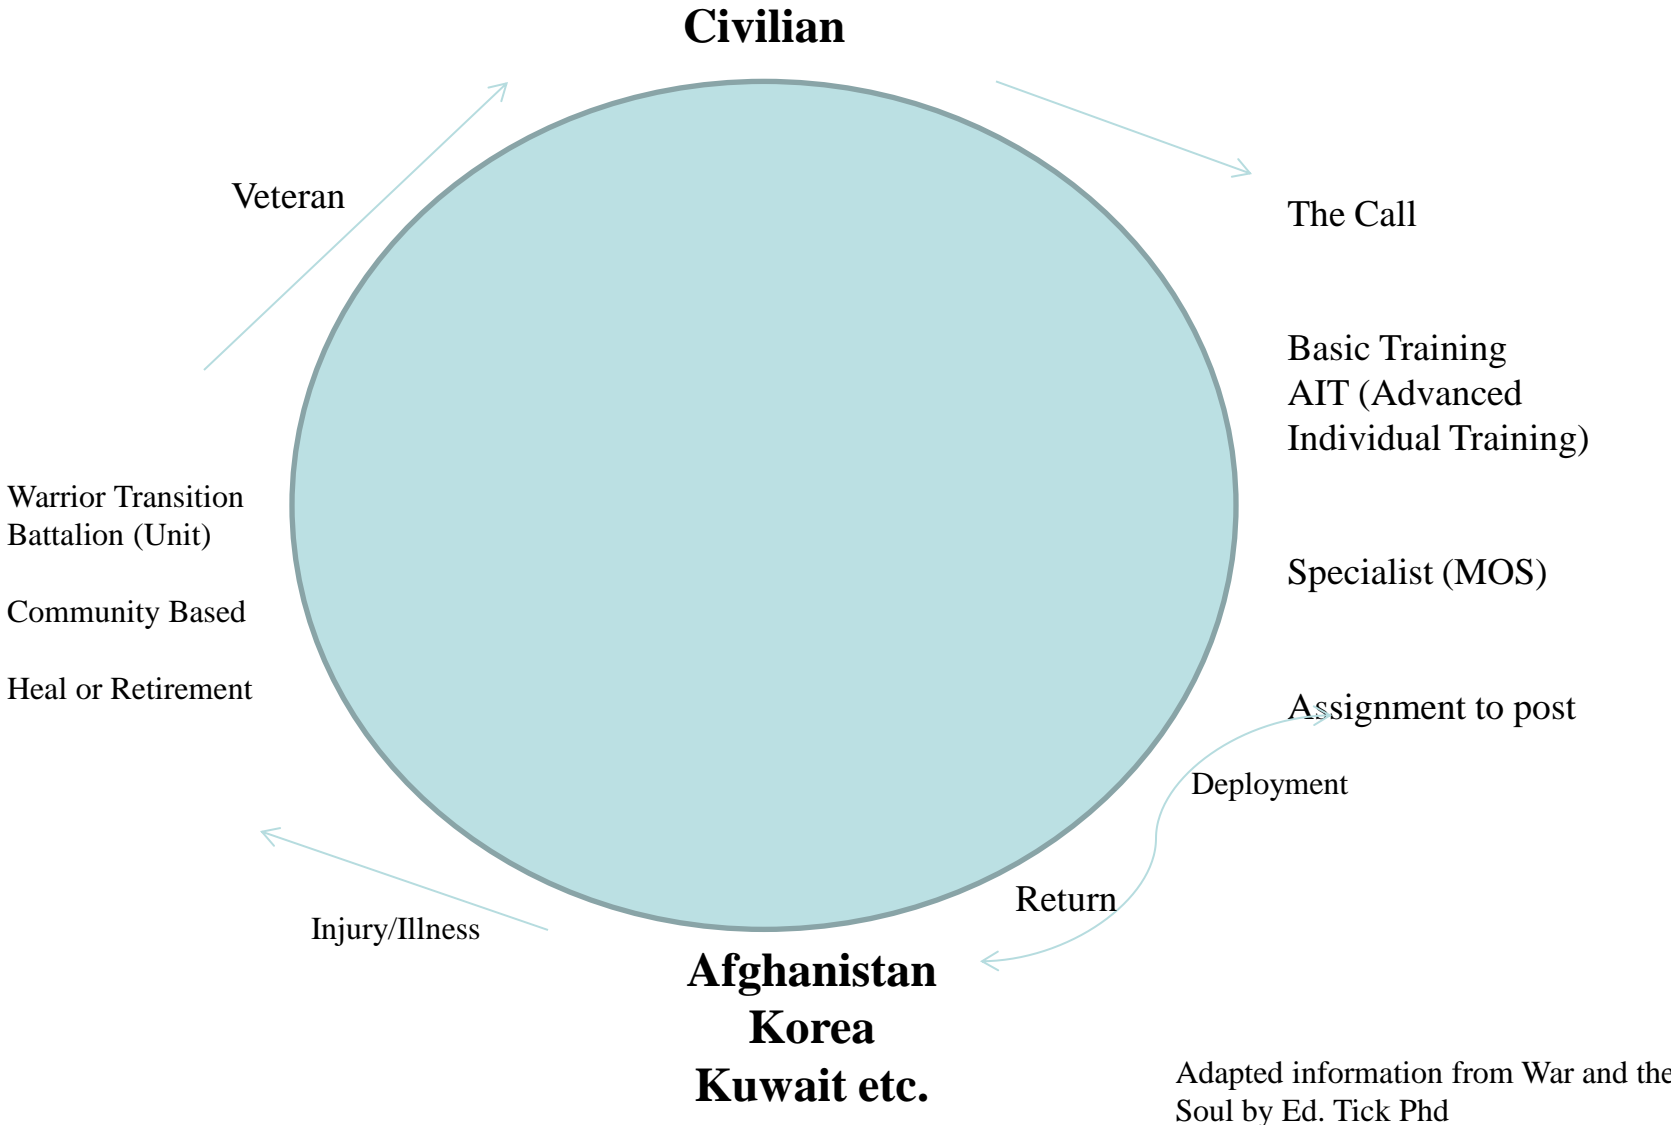 Civilian
Veteran
The Call
Basic Training
AIT (Advanced
Individual Training)
Warrior Transition
Battalion (Unit)
Community Based
Heal or Retirement
Specialist (MOS)
Assignment to post
Deployment
Return
Injury/Illness
Afghanistan
Korea
Kuwait etc.
Adapted information from War and the
Soul by Ed. Tick Phd